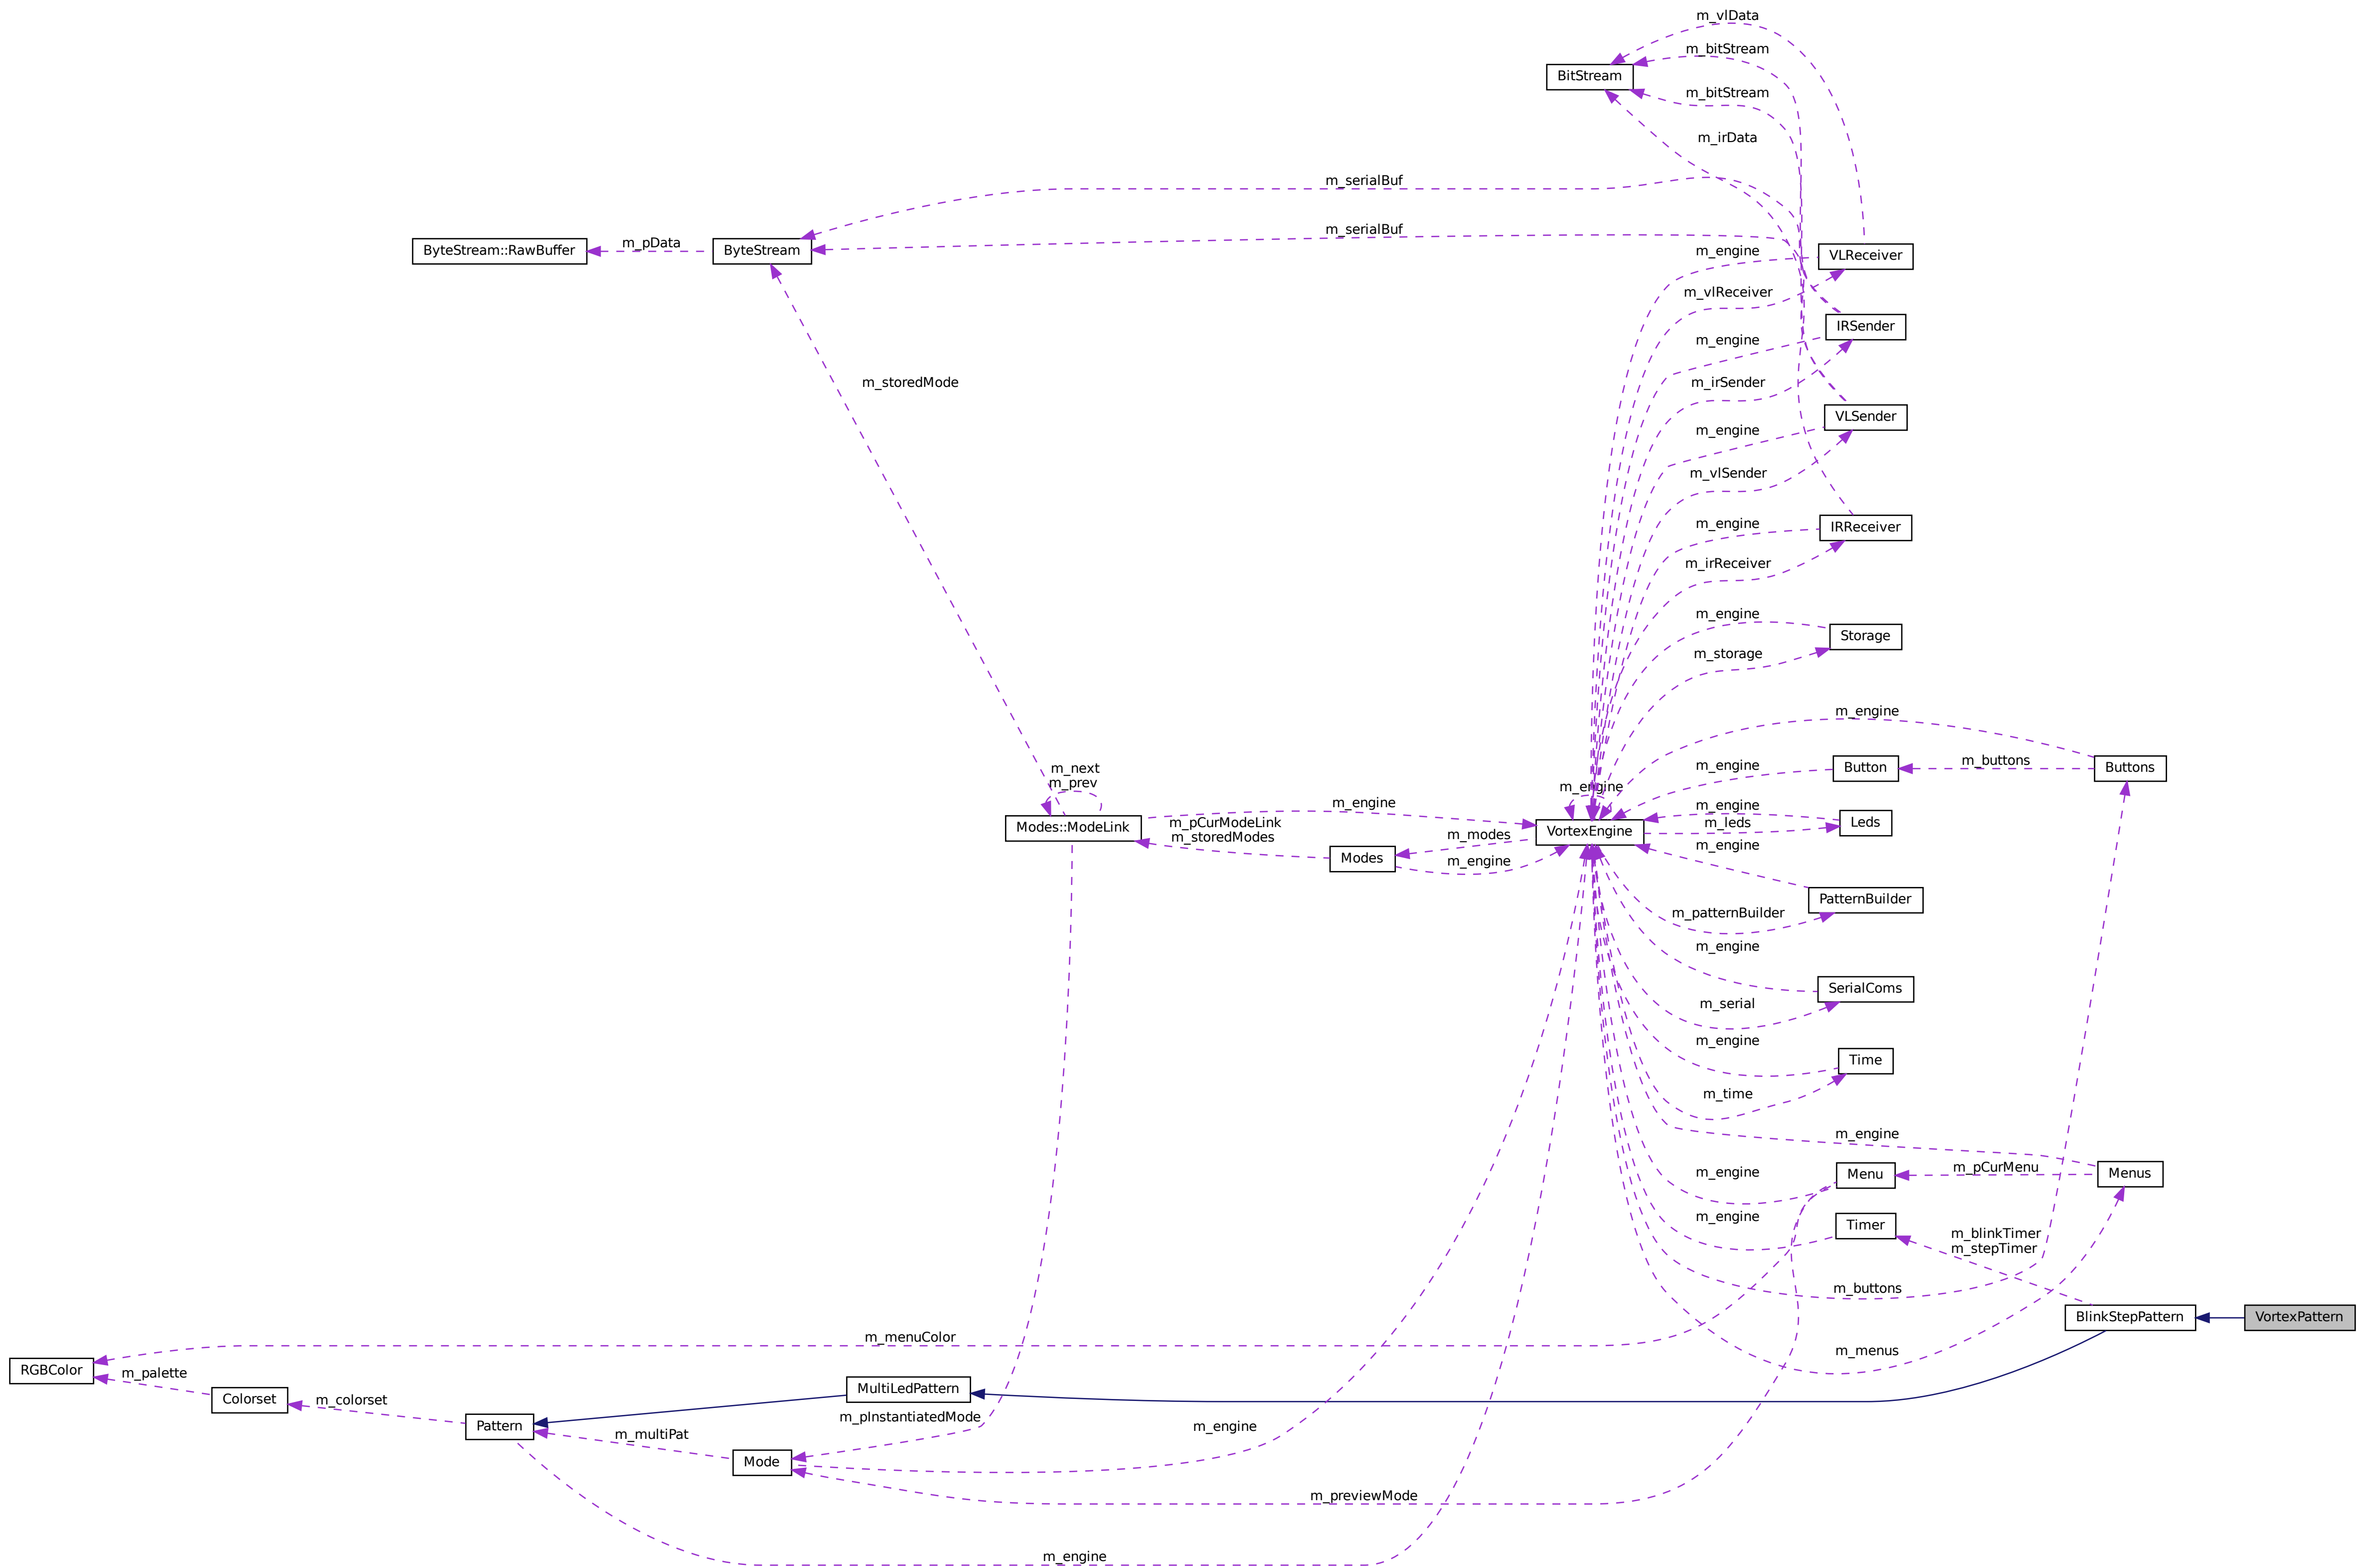 m_vlData
m_bitStream
BitStream
m_bitStream
m_irData
m_serialBuf
m_serialBuf
ByteStream::RawBuffer
m_pData
ByteStream
m_engine
VLReceiver
m_vlReceiver
IRSender
m_engine
m_storedMode
m_irSender
VLSender
m_engine
m_vlSender
m_engine
IRReceiver
m_irReceiver
m_engine
Storage
m_storage
m_engine
m_buttons
m_next
m_prev
m_engine
Button
Buttons
m_engine
m_engine
m_engine
m_pCurModeLink
m_storedModes
Modes::ModeLink
m_modes
VortexEngine
m_leds
Leds
m_engine
Modes
m_engine
PatternBuilder
m_patternBuilder
m_engine
SerialComs
m_serial
m_engine
Time
m_time
m_engine
m_engine
Menu
m_pCurMenu
Menus
m_engine
Timer
m_blinkTimer
m_stepTimer
m_buttons
BlinkStepPattern
VortexPattern
m_menuColor
m_menus
RGBColor
m_palette
Colorset
m_colorset
MultiLedPattern
m_pInstantiatedMode
Pattern
m_multiPat
m_engine
Mode
m_previewMode
m_engine